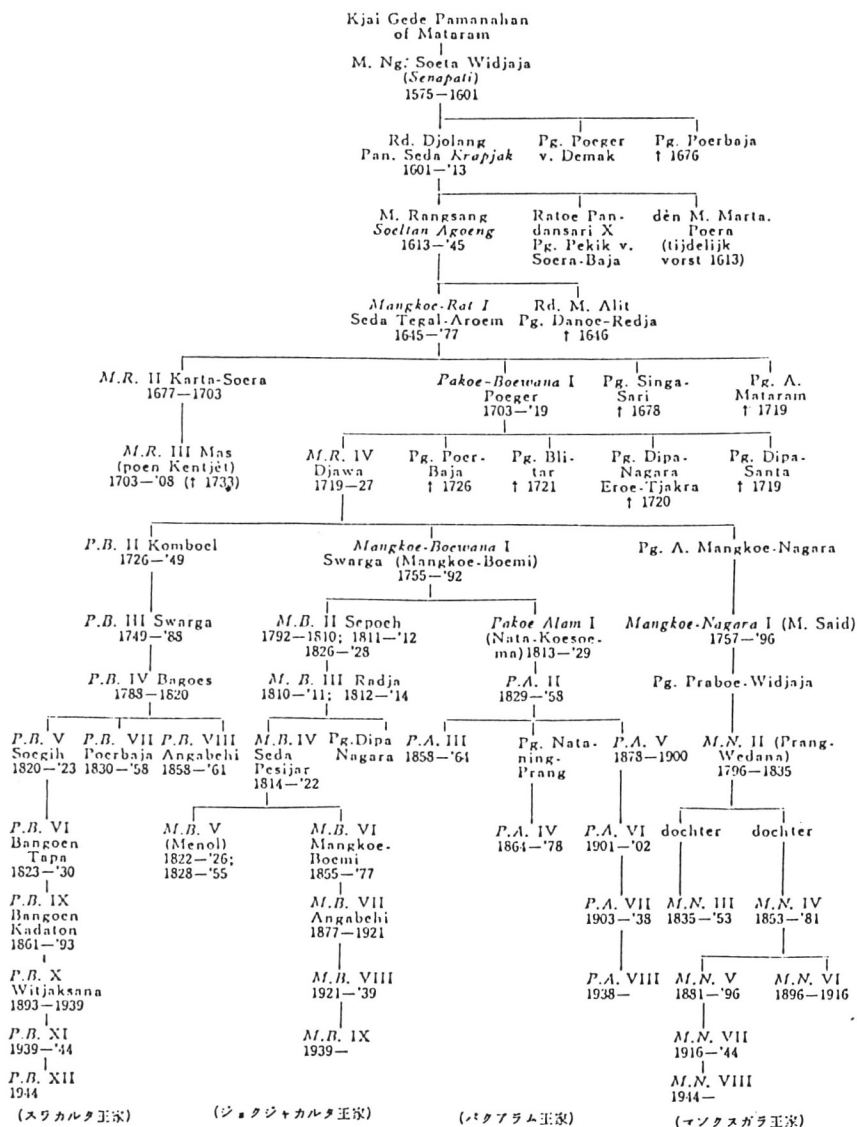 Kjai Gede Pamanahan
of Mataram
M. Ng. Soeta Widjaja
(Senapati)
1575—1601
Rd. Djolang
Pan. Seda Krapjak
1601—'13
Pg. Poeger
v. Demak
Pg. Poerbaja
† 1676
M. Rangsang
Soeltan Agoeng
1613—'45
Ratoe Pan-
dansari X
Pg. Pekik v.
Soera-Baja
dèn M. Marta.
Poera
(tijdelijk
vorst 1613)
Mangkoe-Rat I
Seda Tegal-Aroem
1645—'77
Rd. M. Alit
Pg. Danoe-Redja
† 1646
M.R. II Karta-Soera
1677—1703
Pakoe-Boewana I
Poeger
1703—'19
Pg. Singa-
Sari
† 1678
Pg. A.
Mataram
† 1719
M.R. III Mas
(poen Kentjèt)
1703—'08 († 1733)
M.R. IV
Djawa
1719—27
Pg. Poer-
Baja
† 1726
Pg. Bli-
tar
† 1721
Pg. Dipa-
Nagara
Eroe-Tjakra
† 1720
Pg. Dipa-
Santa
† 1719
P.B. II Komboel
1726—'49
Mangkoe-Boewana I
Swarga (Mangkoe-Boemi)
1755—'92
Pg. A. Mangkoe-Nagara
P.B. III Swarga
1749—'88
M.B. II Sepoeh
1792—1810; 1811—'12
1826—'28
Pakoe Alam I
(Nata-Koesoe-
ma) 1813—'29
Mangkoe-Nagara I (M. Said)
1757—'96
P.B. IV Bagoes
1788—1820
M. B. III Radja
1810—'11; 1812—'14
P.A. II
1829—'58
Pg. Praboe-Widjaja
P.B. V
Soegih
1820—'23
P.B. VII
Poerbaja
1830—'58
P.B. VIII
Angabehi
1858—'61
M.B. IV
Seda
Pesijar
1814—'22
Pg. Dipa
Nagara
P.A. III
1858—'64
Pg. Nata-
ning-
Prang
P.A. V
1878—1900
M.N. II (Prang-
Wedana)
1796—1835
P.B. VI
Bangoen
Tapa
1823—'30
M.B. V
(Menol)
1822—'26;
1828—'55
M.B. VI
Mangkoe-
Boemi
1855—'77
P.A. IV
1864—'78
P.A. VI
1901—'02
dochter
dochter
P.B. IX
Bangoen
Kadaton
1861—'93
M.B. VII
Angabehi
1877—1921
P.A. VII
1903—'38
M.N. III
1835—'53
M.N. IV
1853—'81
P.B. X
Witjaksana
1893—1939
M.B. VIII
1921—'39
P.A. VIII
1938—
M.N. V
1881—'96
M.N. VI
1896—1916
P.B. XI
1939—'44
M.B. IX
1939—
M.N. VII
1916—'44
P.B. XII
1944
M.N. VIII
1944—
(スラカルタ王家)
(ジョクジャカルタ王家)
(パクアラム王家)
(マンクヌガラ王家)